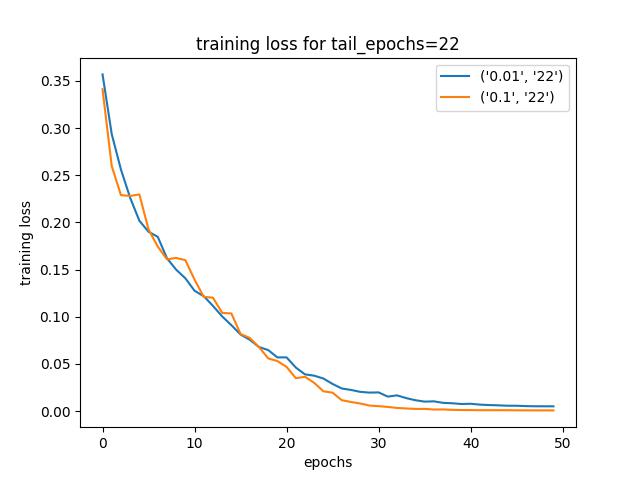 training loss for tail_epochs=22
('0.01', '22')
('0.1', '22')
training loss
0.35
0.30
0.25
0.20
0.15
0.10
0.05
0.00
0 10 20 30 40 50
epochs